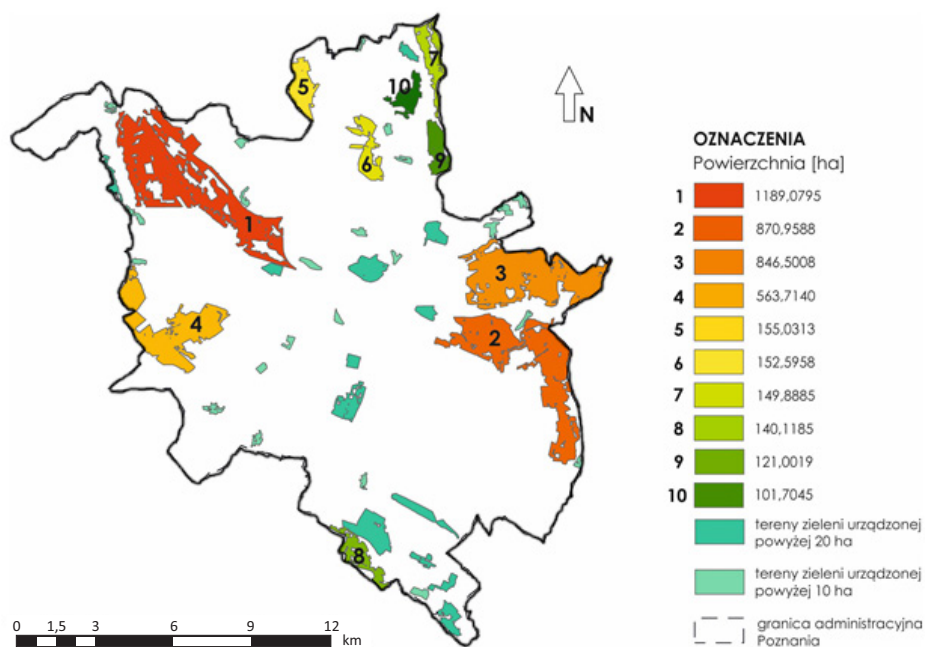 7
5
10
N
6
9
OZNACZENIA
Powierzchnia [ha]
1 1189,0795
2 870,9588
3 846,5008
4 563,7140
5 155,0313
6 152,5958
7 149,8885
8 140,1185
9 121,0019
10 101,7045
tereny zieleni urządzonej
powyżej 20 ha
tereny zieleni urządzonej
powyżej 10 ha
granica administracyjna
Poznania
1
3
4
2
8
0 1,5 3 6 9 12
km